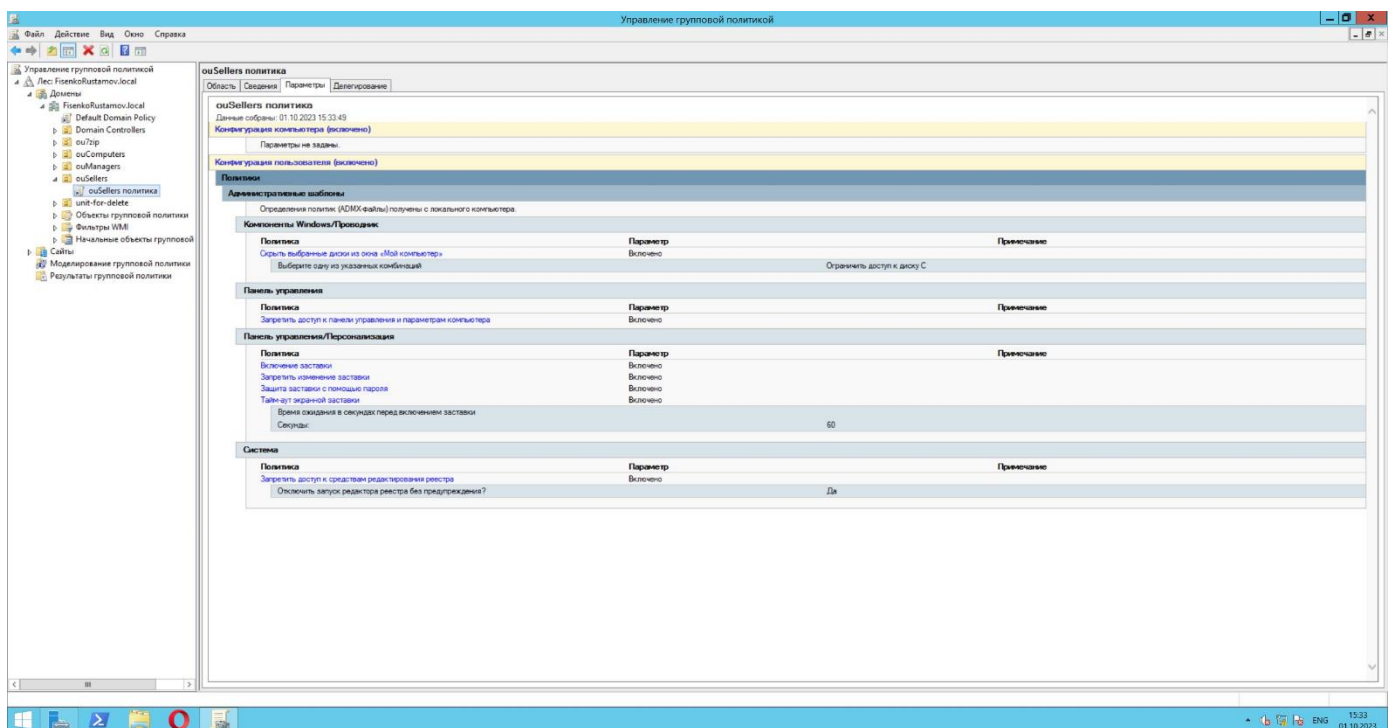 Управление групповой политикой
Файл Действие Вид Окно Справка
Управление групповой политикой
Лес: FisenkoRustamov.local
Домены
FisenkoRustamov.local
Default Domain Policy
Domain Controllers
ou7zip
ouComputers
ouManagers
ouSellers
ouSellers политика
unit-for-delete
Объекты групповой политики
Фильтры WMI
Начальные объекты групповой
Сайты
Моделирование групповой политики
Результаты групповой политики
ouSellers политика
Область Сведения Параметры Делегирование
ouSellers политика
Данные собраны: 01.10.2023 15:33:49
Конфигурация компьютера (включено)
Параметры не заданы.
Конфигурация пользователя (включено)
Политики
Административные шаблоны
Определения политик (ADMX-файлы) получены с локального компьютера.
Компоненты Windows/Проводник
Политика Параметр Примечание
Скрыть выбранные диски из окна «Мой компьютер» Включено
Выберите одну из указанных комбинаций Ограничить доступ к диску C
Панель управления
Политика Параметр Примечание
Запретить доступ к панели управления и параметрам компьютера Включено
Панель управления/Персонализация
Политика Параметр Примечание
Включение заставки Включено
Запретить изменение заставки Включено
Защита заставки с помощью пароля Включено
Тайм-аут экранной заставки Включено
Время ожидания в секундах перед включением заставки
Секунды: 60
Система
Политика Параметр Примечание
Запретить доступ к средствам редактирования реестра Включено
Отключить запуск редактора реестра без предупреждения? Да
ENG 15:33
01.10.2023